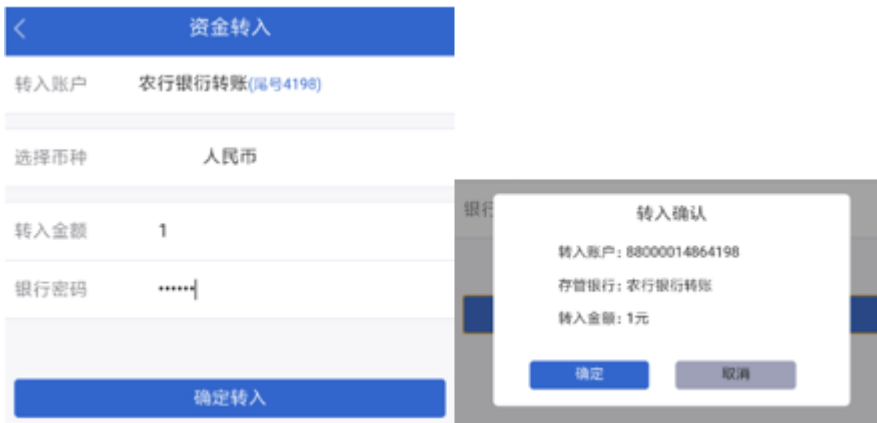 资金转入
转入账户 农行银衍转账(尾号4198)
选择币种 人民币
转入金额 1
银行密码 ••••••
确定转入
银行
转入确认
转入账户：88000014864198
存管银行：农行银衍转账
转入金额：1元
确定 取消